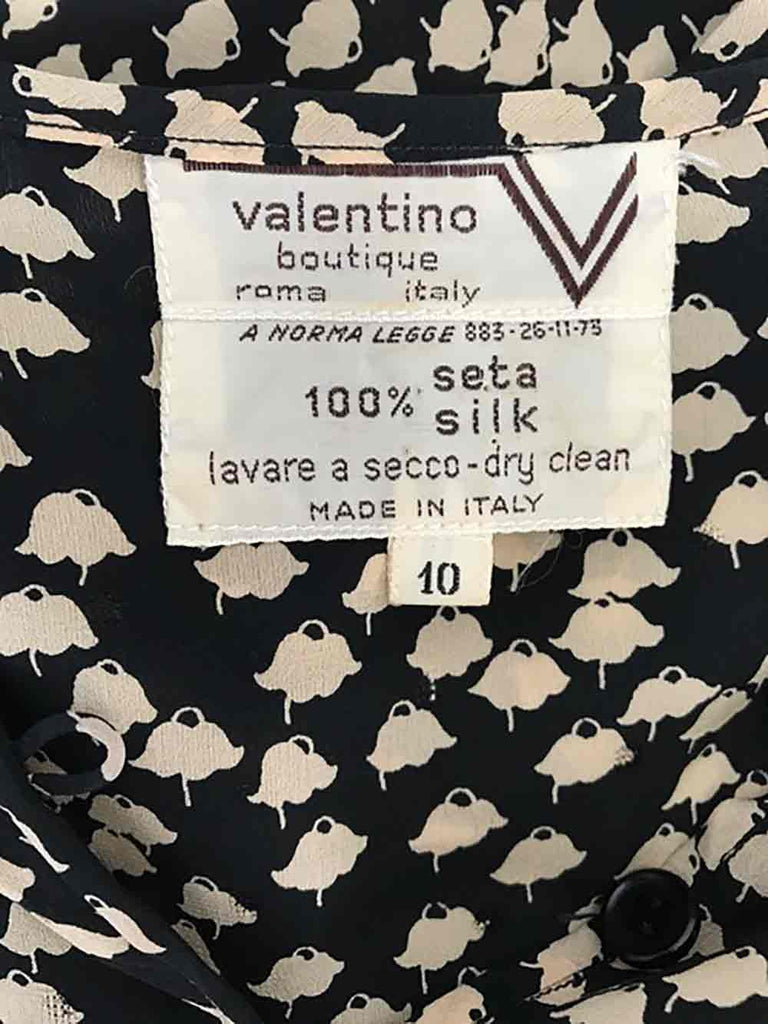 valentino
boutique
roma italy
A NORMA LEGGE 883-26-11-73
100% seta
silk
lavare a secco-dry clean
MADE IN ITALY
10